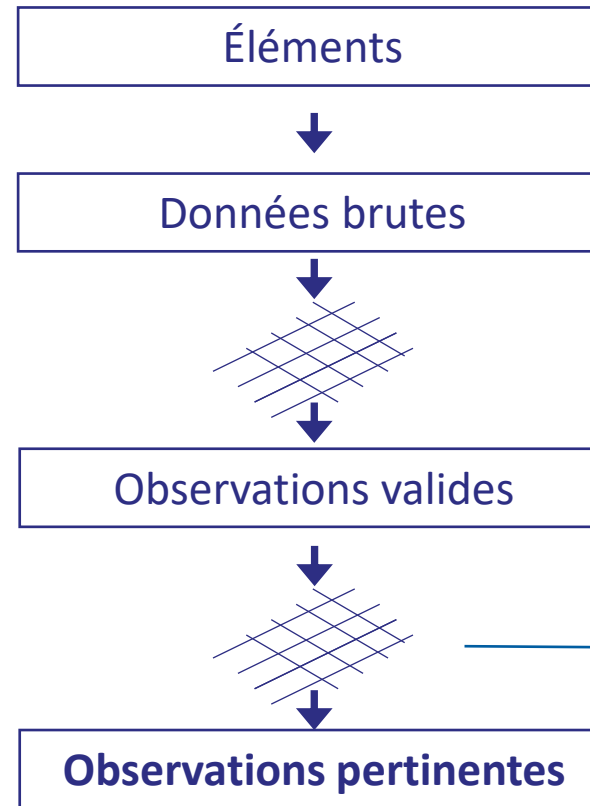 Éléments
Données brutes
Observations valides
Observations pertinentes